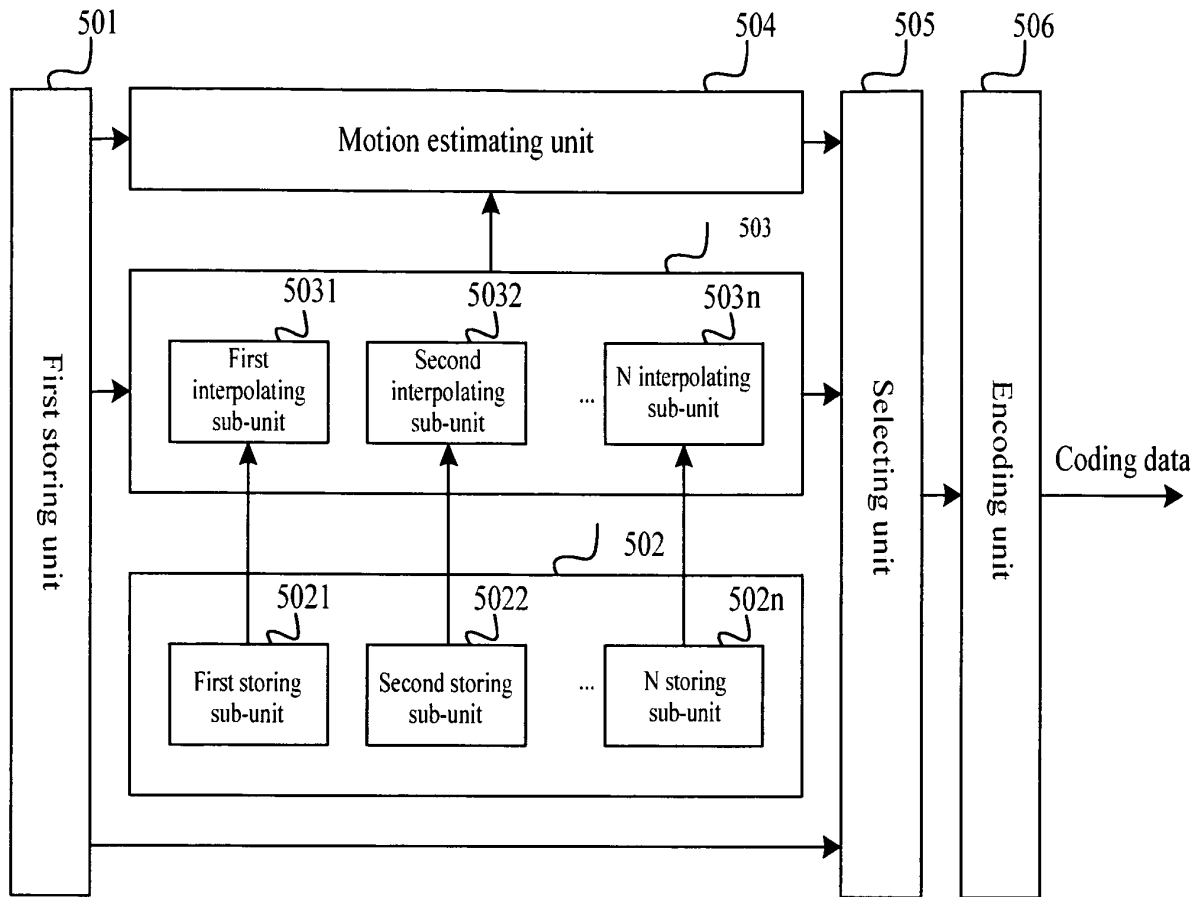 501
504
505
506
Motion estimating unit
503
5031
5032
503n
First
interpolating
sub-unit
Second
interpolating
sub-unit
...
N interpolating
sub-unit
First storing unit
Selecting unit
Encoding unit
Coding data
502
5021
5022
502n
First storing
sub-unit
Second storing
sub-unit
...
N storing
sub-unit